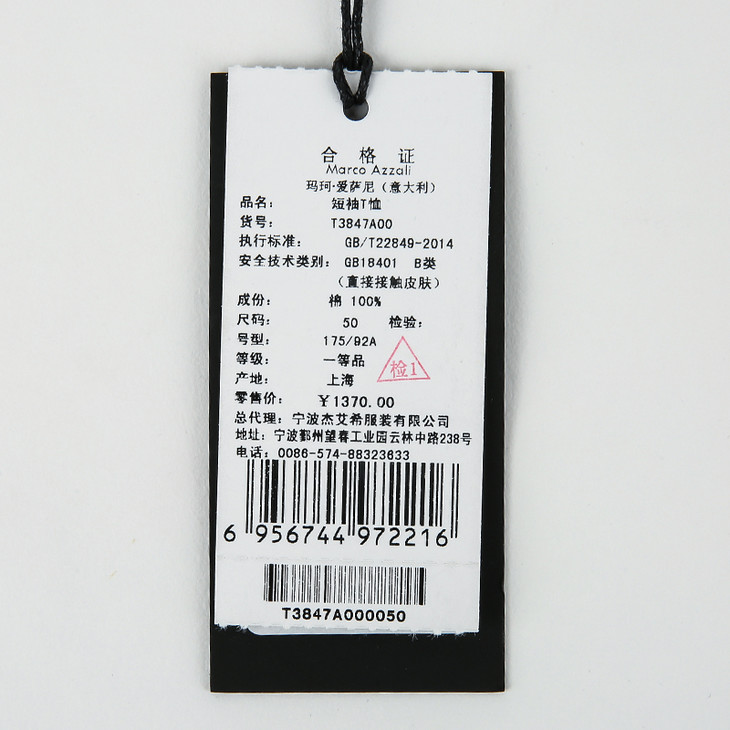 合格证
Marco Azzali
玛珂·爱萨尼（意大利）
品名： 短袖T恤
货号： T3847A00
执行标准： GB/T22849-2014
安全技术类别： GB18401 B类
（直接接触皮肤）
成份： 棉 100%
尺码： 50 检验：
号型： 175/92A
等级： 一等品
检1
产地： 上海
零售价： ￥1370.00
总代理：宁波杰艾希服装有限公司
地址：宁波鄞州望春工业园云林中路238号
电话：0086-574-88323633
6 956744 972216
T3847A000050